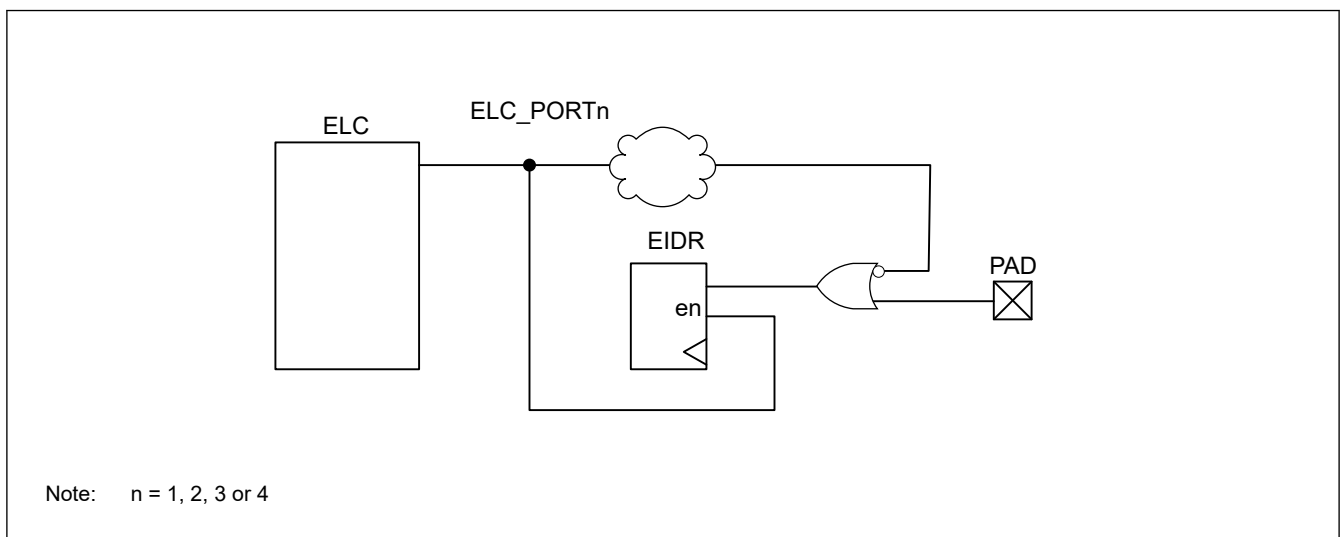 ELC_PORTn
ELC
EIDR
en
PAD
Note: n = 1, 2, 3 or 4